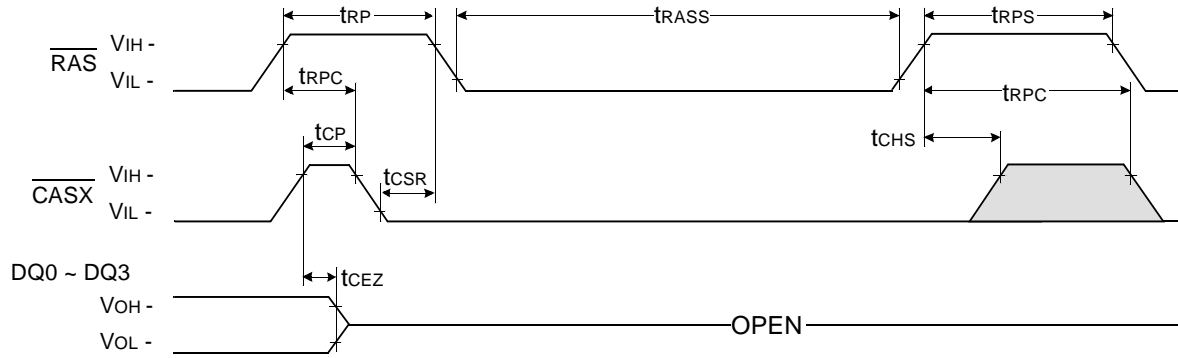 tRP
tRASS
tRPS
RAS
VIH -
VIL -
tRPC
tRPC
tCP
tCHS
CASX
VIH -
VIL -
tCSR
DQ0 ~ DQ3
tCEZ
VOH -
VOL -
OPEN